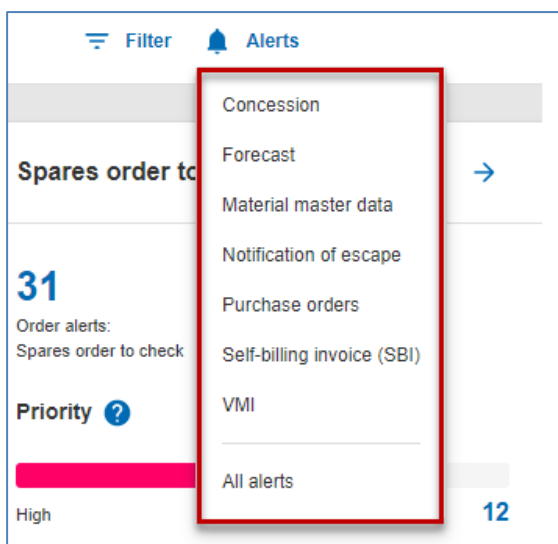 Filter Alerts
Concession
Forecast
Spares order to
Material master data
Notification of escape
31
Order alerts:
Purchase orders
Spares order to check
Self-billing invoice (SBI)
Priority ?
VMI
All alerts
High 12